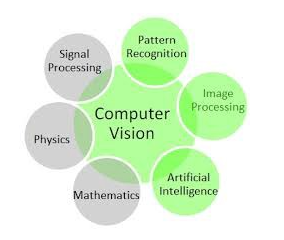 Pattern
Recognition
Signal
Processing
Image
Processing
Computer
Vision
Physics
Artificial
Intelligence
Mathematics